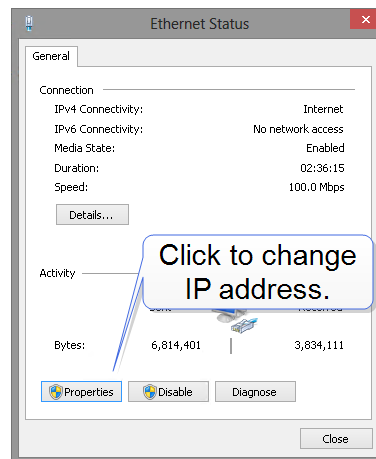 Ethernet Status
General
Connection
IPv4 Connectivity: Internet
IPv6 Connectivity: No network access
Media State: Enabled
Duration: 02:36:15
Speed: 100.0 Mbps
Details...
Click to change
IP address.
Activity
Bytes: 6,814,401 3,834,111
Properties Disable Diagnose
Close